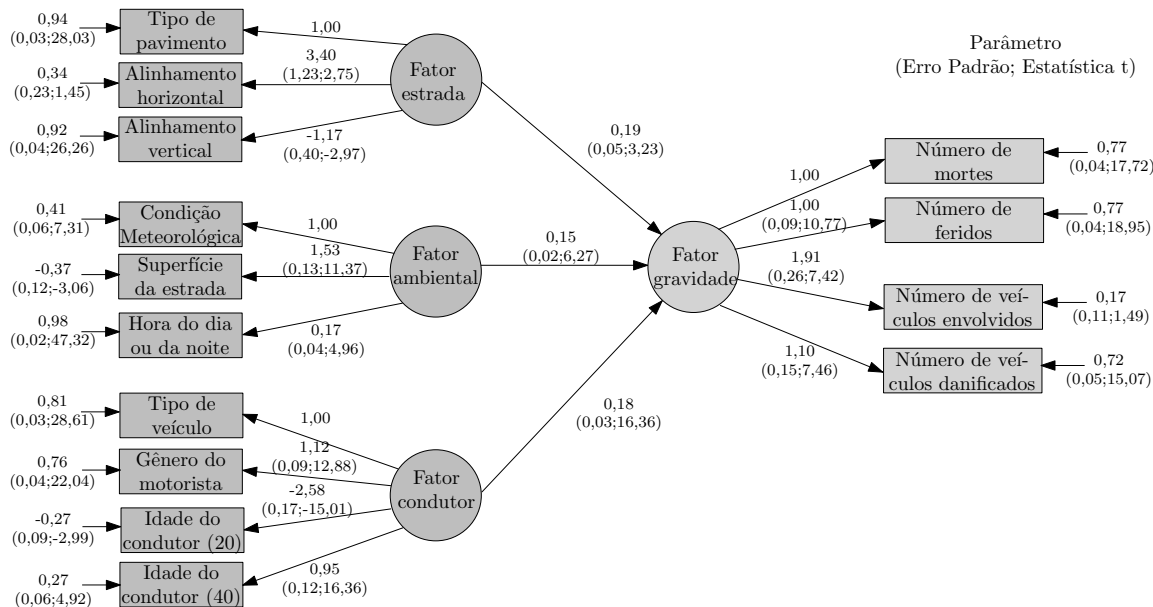 0,94
(0,03;28,03)
Tipo de
pavimento
1,00
0,34
(0,23;1,45)
Alinhamento
horizontal
3,40
(1,23;2,75)
0,92
(0,04;26,26)
Alinhamento
vertical
-1,17
(0,40;-2,97)
Fator
estrada
0,19
(0,05;3,23)
Parâmetro
(Erro Padrão; Estatística t)
0,41
(0,06;7,31)
Condição
Meteorológica
1,00
-0,37
(0,12;-3,06)
Superfície
da estrada
1,53
(0,13;11,37)
0,98
(0,02;47,32)
Hora do dia
ou da noite
0,17
(0,04;4,96)
Fator
ambiental
0,15
(0,02;6,27)
0,81
(0,03;28,61)
Tipo de
veículo
1,00
0,76
(0,04;22,04)
Gênero do
motorista
1,12
(0,09;12,88)
-0,27
(0,09;-2,99)
Idade do
condutor (20)
-2,58
(0,17;-15,01)
0,27
(0,06;4,92)
Idade do
condutor (40)
0,95
(0,12;16,36)
Fator
condutor
0,18
(0,03;16,36)
Fator
gravidade
1,00
Número de
mortes
0,77
(0,04;17,72)
1,00
(0,09;10,77)
Número de
feridos
0,77
(0,04;18,95)
1,91
(0,26;7,42)
Número de veí-
culos envolvidos
0,17
(0,11;1,49)
1,10
(0,15;7,46)
Número de veí-
culos danificados
0,72
(0,05;15,07)